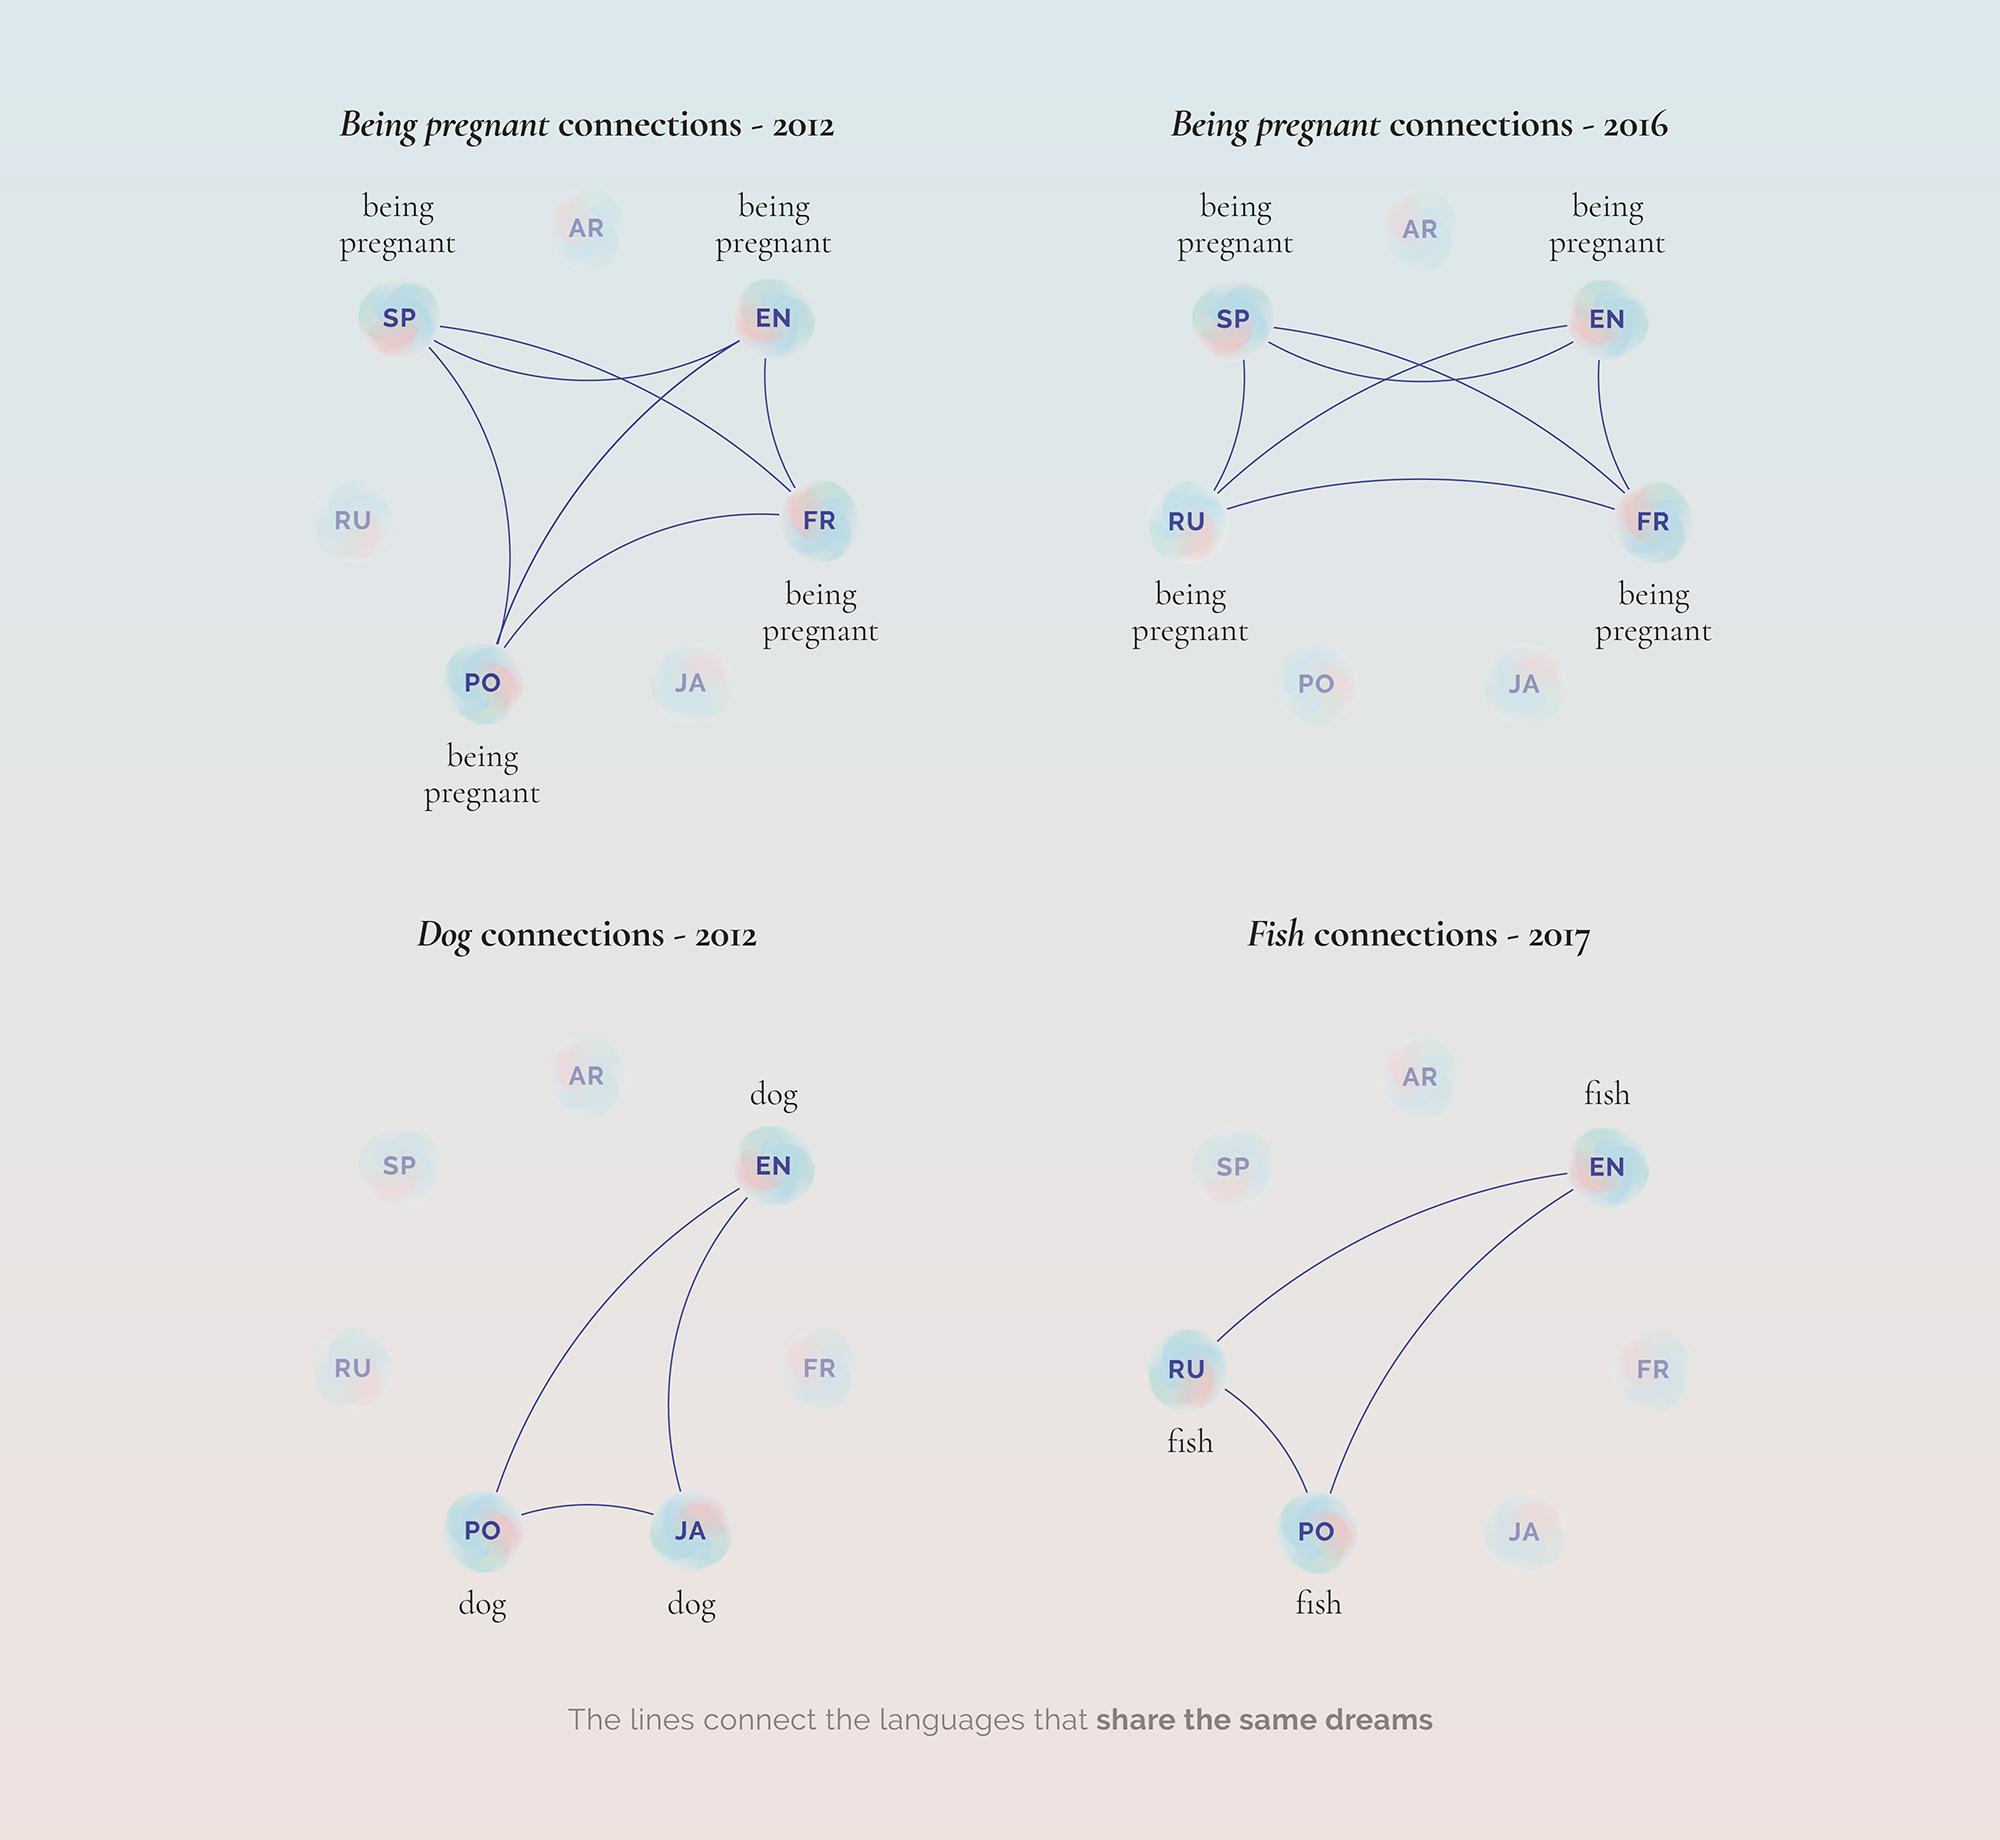 Being pregnant connections - 2012
being
pregnant
AR
being
pregnant
SP
EN
RU
FR
being
pregnant
PO
JA
being
pregnant
Being pregnant connections - 2016
being
pregnant
AR
being
pregnant
SP
EN
RU
FR
being
pregnant
being
pregnant
PO
JA
Dog connections - 2012
AR
dog
SP
EN
RU
FR
PO
JA
dog
dog
Fish connections - 2017
AR
fish
SP
EN
RU
FR
fish
PO
JA
fish
The lines connect the languages that share the same dreams